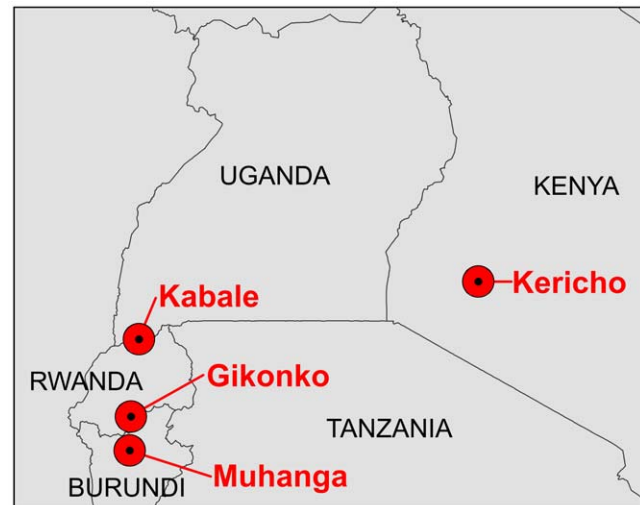 UGANDA
KENYA
Kabale
Kericho
RWANDA
Gikonko
TANZANIA
Muhanga
BURUNDI